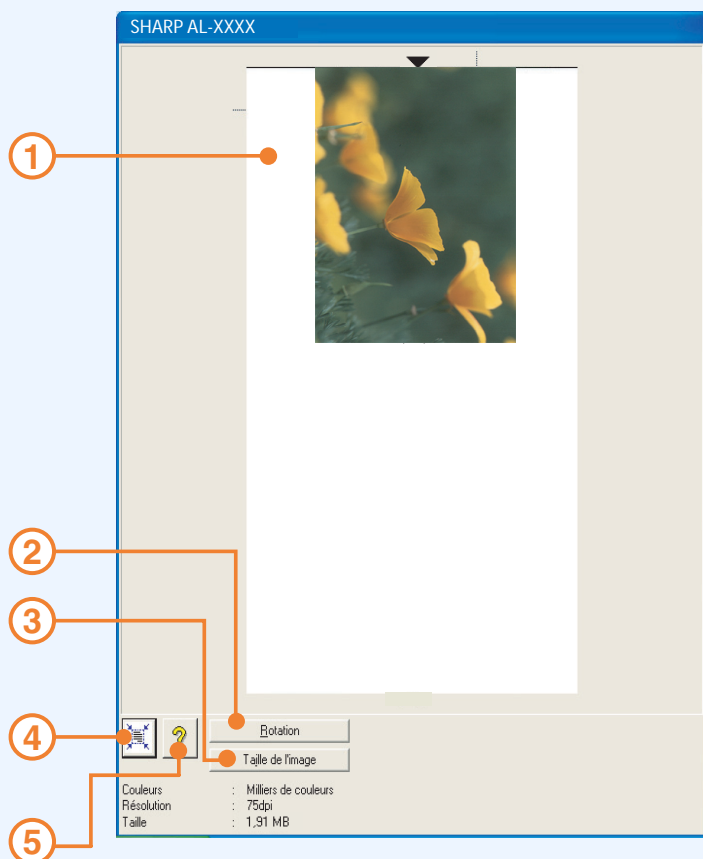 SHARP AL-XXXX
1
2
3
4
?
Rotation
Taille de l'image
5
Couleurs : Milliers de couleurs
Résolution : 75dpi
Taille : 1,91 MB